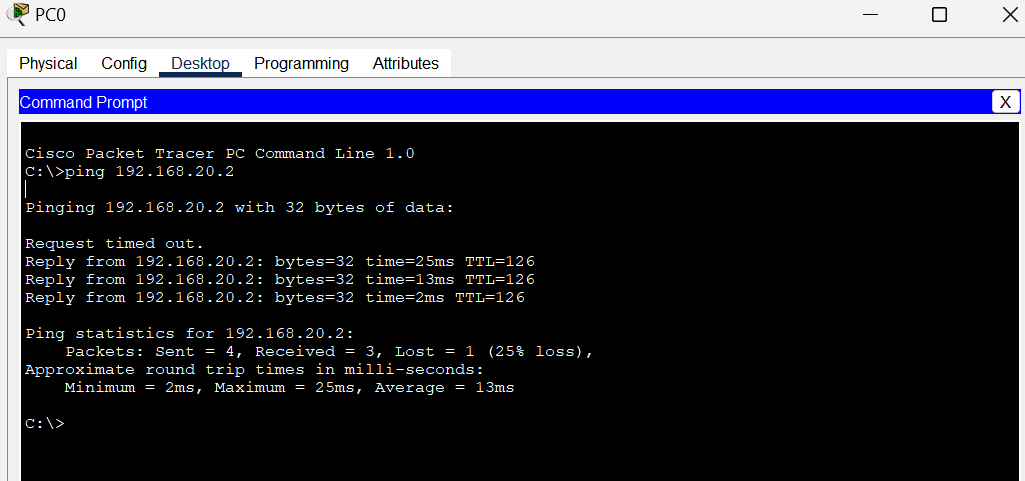 PC0
Physical Config Desktop Programming Attributes
Command Prompt X
Cisco Packet Tracer PC Command Line 1.0
C:\>ping 192.168.20.2
Pinging 192.168.20.2 with 32 bytes of data:
Request timed out.
Reply from 192.168.20.2: bytes=32 time=25ms TTL=126
Reply from 192.168.20.2: bytes=32 time=13ms TTL=126
Reply from 192.168.20.2: bytes=32 time=2ms TTL=126
Ping statistics for 192.168.20.2:
Packets: Sent = 4, Received = 3, Lost = 1 (25% loss),
Approximate round trip times in milli-seconds:
Minimum = 2ms, Maximum = 25ms, Average = 13ms
C:\>